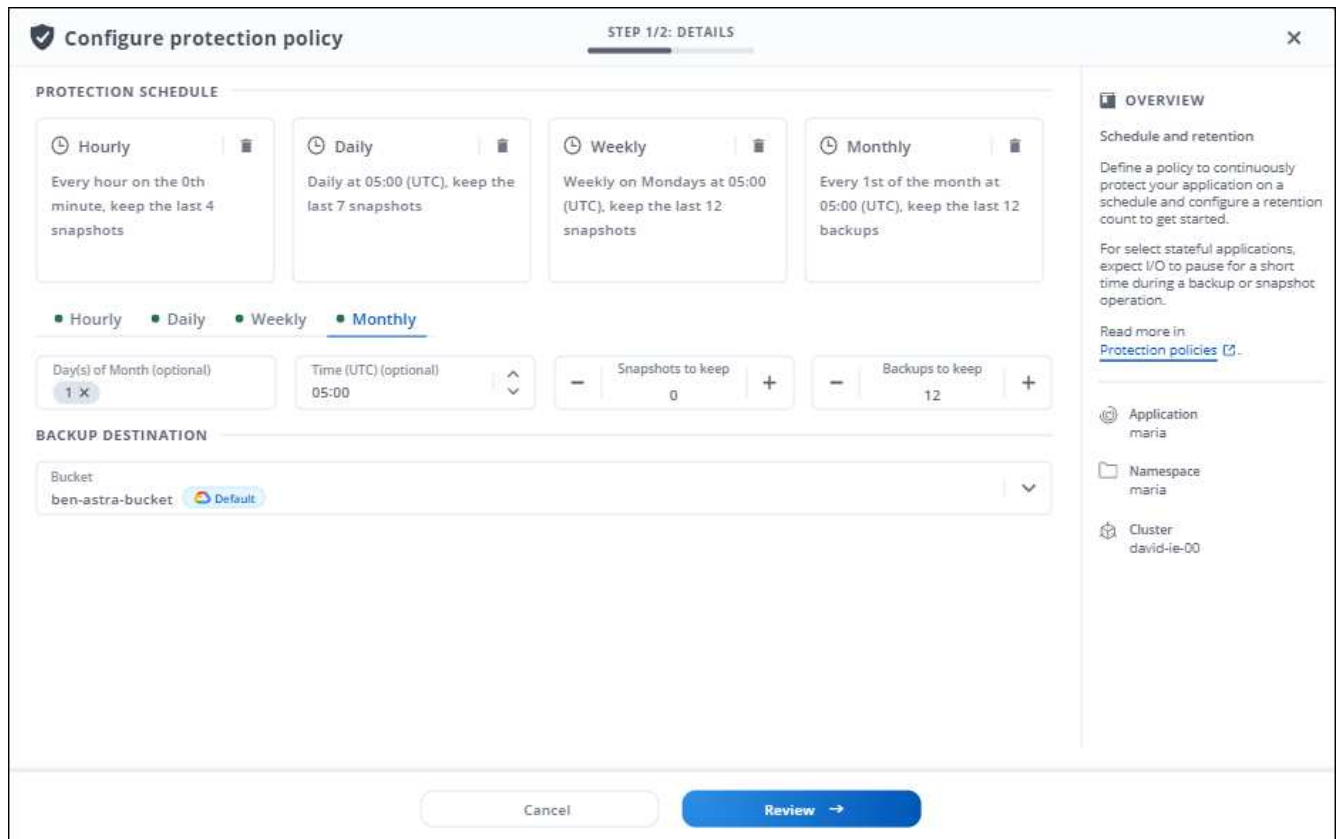 Configure protection policy
STEP 1/2: DETAILS
PROTECTION SCHEDULE
Hourly
Every hour on the 0th
minute, keep the last 4
snapshots
Daily
Daily at 05:00 (UTC), keep the
last 7 snapshots
Weekly
Weekly on Mondays at 05:00
(UTC), keep the last 12
snapshots
Monthly
Every 1st of the month at
05:00 (UTC), keep the last 12
backups
Hourly
Daily
Weekly
Monthly
Day(s) of Month (optional)
1
Time (UTC) (optional)
05:00
Snapshots to keep
0
Backups to keep
12
BACKUP DESTINATION
Bucket
ben-astra-bucket Default
OVERVIEW
Schedule and retention
Define a policy to continuously
protect your application on a
schedule and configure a retention
count to get started.
For select stateful applications,
expect I/O to pause for a short
time during a backup or snapshot
operation.
Read more in
Protection policies .
Application
maria
Namespace
maria
Cluster
david-ie-00
Cancel
Review →